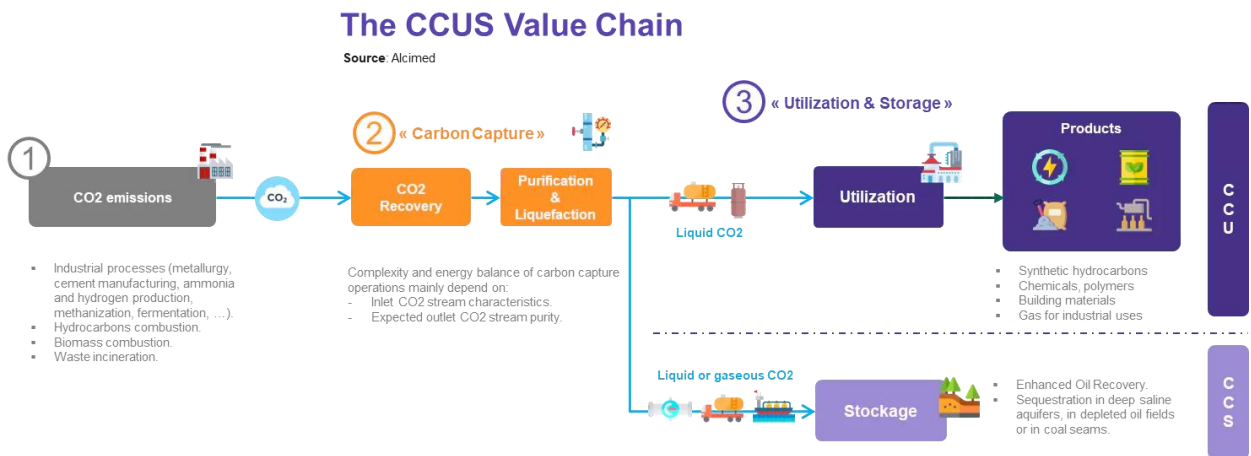 The CCUS Value Chain
Source: Alcimed
1
CO2 emissions
▪ Industrial processes (metallurgy,
cement manufacturing, ammonia
and hydrogen production,
methanization, fermentation, …).
▪ Hydrocarbons combustion.
▪ Biomass combustion.
▪ Waste incineration.
CO₂
2 « Carbon Capture »
CO2
Recovery
Purification
&
Liquefaction
Complexity and energy balance of carbon capture
operations mainly depend on:
- Inlet CO2 stream characteristics.
- Expected outlet CO2 stream purity.
3 « Utilization & Storage »
Liquid CO2
Utilization
Products
▪ Synthetic hydrocarbons
▪ Chemicals, polymers
▪ Building materials
▪ Gas for industrial uses
C
C
U
Liquid or gaseous CO2
Stockage
▪ Enhanced Oil Recovery.
▪ Sequestration in deep saline
aquifers, in depleted oil fields
or in coal seams.
C
C
S